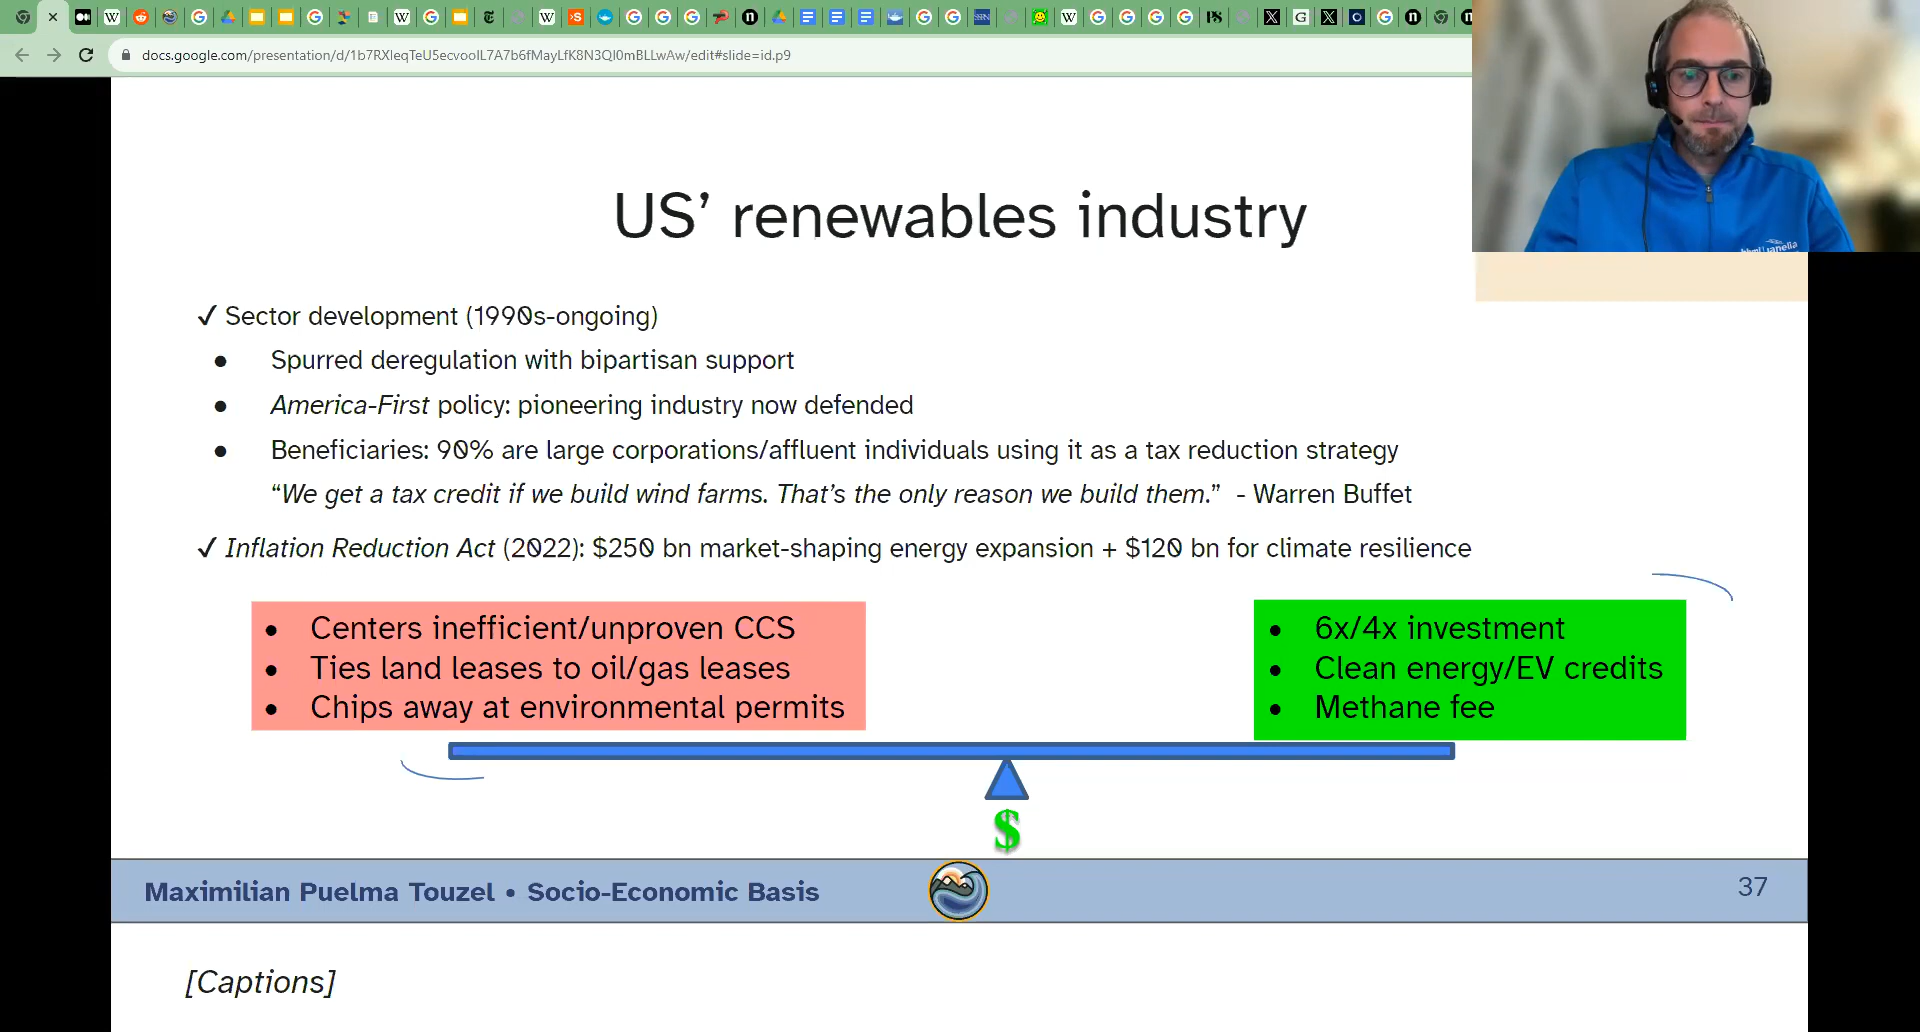 docs.google.com/presentation/d/1b7RXIeqTeU5ecvooIL7A7b6fMayLfK8N3QI0mBLLwAw/edit#slide=id.p9
US’ renewables industry
✓ Sector development (1990s-ongoing)
● Spurred deregulation with bipartisan support
● America-First policy: pioneering industry now defended
● Beneficiaries: 90% are large corporations/affluent individuals using it as a tax reduction strategy
“We get a tax credit if we build wind farms. That’s the only reason we build them.” - Warren Buffet
✓ Inflation Reduction Act (2022): $250 bn market-shaping energy expansion + $120 bn for climate resilience
● Centers inefficient/unproven CCS
● Ties land leases to oil/gas leases
● Chips away at environmental permits
● 6x/4x investment
● Clean energy/EV credits
● Methane fee
$
Maximilian Puelma Touzel • Socio-Economic Basis
37
[Captions]